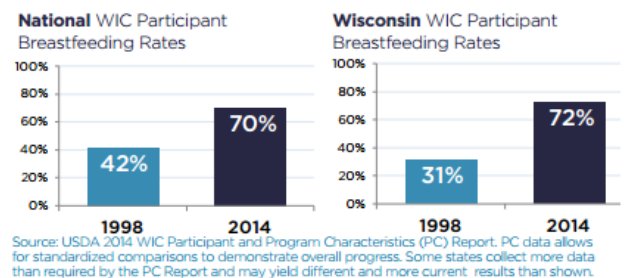 National WIC Participant
Breastfeeding Rates
100%
80%
60%
40%
20%
0%
42%
70%
1998 2014
Wisconsin WIC Participant
Breastfeeding Rates
100%
80%
60%
40%
20%
0%
31%
72%
1998 2014
Source: USDA 2014 WIC Participant and Program Characteristics (PC) Report. PC data allows
for standardized comparisons to demonstrate overall progress. Some states collect more data
than required by the PC Report and may yield different and more current results than shown.